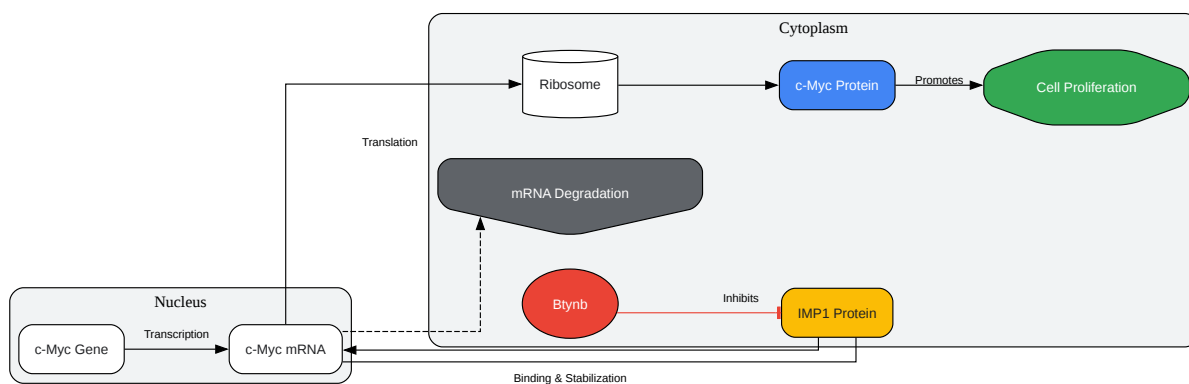 Cytoplasm
Ribosome
c-Myc Protein
Promotes
Cell Proliferation
Translation
mRNA Degradation
Nucleus
Btynb
Inhibits
IMP1 Protein
c-Myc Gene
Transcription
c-Myc mRNA
Binding & Stabilization